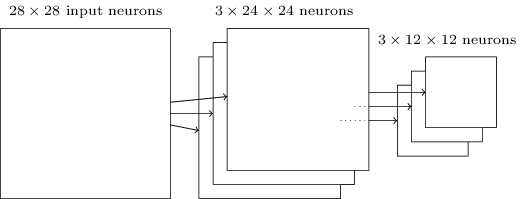 28 × 28 input neurons
3 × 24 × 24 neurons
3 × 12 × 12 neurons